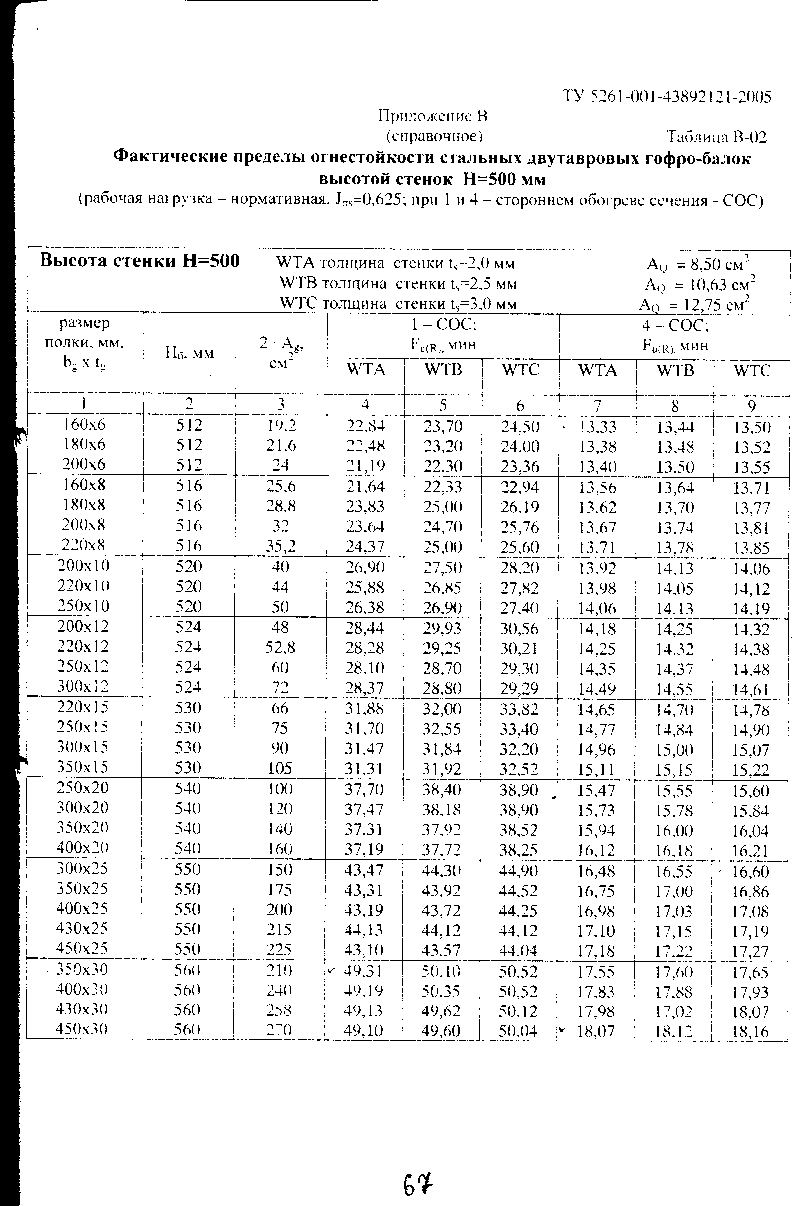 ТУ 5261-001-43892121-2005
Приложение В
(справочное) Таблица В-02
Фактические пределы огнестойкости стальных двутавровых гофро-балок
высотой стенок Н=500 мм
(рабочая нагрузка – нормативная, =0,625; при 1 и 4 – стороннем обогреве сечения - СОС)
Высота стенки Н=500 WTA толщина стенки ts=2,0 мм = 8,50 см²
WTB толщина стенки ts=2,5 мм = 10,63 см²
WTC толщина стенки ts=3,0 мм = 12,75 см²
размер 1 – СОС; 4 – СОС;
полки, мм, Hб, мм 2 · Ag, мин мин
bg x tg см² WTA WTB WTC WTA WTB WTC
1 2 3 4 5 6 7 8 9
160x6 512 19,2 22,84 23,70 24,50 13,33 13,44 13,50
180x6 512 21,6 22,48 23,20 24,00 13,38 13,48 13,52
200x6 512 24 21,19 22,30 23,36 13,40 13,50 13,55
160x8 516 25,6 21,64 22,33 22,94 13,56 13,64 13,71
180x8 516 28,8 23,83 25,00 26,19 13,62 13,70 13,77
200x8 516 32 23,64 24,70 25,76 13,67 13,74 13,81
220x8 516 35,2 24,37 25,00 25,60 13,71 13,78 13,85
200x10 520 40 26,90 27,50 28,20 13,92 14,13 14,06
220x10 520 44 25,88 26,85 27,82 13,98 14,05 14,12
250x10 520 50 26,38 26,90 27,40 14,06 14,13 14,19
200x12 524 48 28,44 29,93 30,56 14,18 14,25 14,32
220x12 524 52,8 28,28 29,25 30,21 14,25 14,32 14,38
250x12 524 60 28,10 28,70 29,30 14,35 14,37 14,48
300x12 524 72 28,37 28,80 29,29 14,49 14,55 14,61
220x15 530 66 31,88 32,00 33,82 14,65 14,70 14,78
250x15 530 75 31,70 32,55 33,40 14,77 14,84 14,90
300x15 530 90 31,47 31,84 32,20 14,96 15,00 15,07
350x15 530 105 31,31 31,92 32,52 15,11 15,15 15,22
250x20 540 100 37,70 38,40 38,90 15,47 15,55 15,60
300x20 540 120 37,47 38,18 38,90 15,73 15,78 15,84
350x20 540 140 37,31 37,92 38,52 15,94 16,00 16,04
400x20 540 160 37,19 37,72 38,25 16,12 16,18 16,21
300x25 550 150 43,47 44,30 44,90 16,48 16,55 16,60
350x25 550 175 43,31 43,92 44,52 16,75 17,00 16,86
400x25 550 200 43,19 43,72 44,25 16,98 17,03 17,08
430x25 550 215 44,13 44,12 44,12 17,10 17,15 17,19
450x25 550 225 43,10 43,57 44,04 17,18 17,22 17,27
350x30 560 210 49,31 50,10 50,52 17,55 17,60 17,65
400x30 560 240 49,19 50,35 50,52 17,83 17,88 17,93
430x30 560 258 49,13 49,62 50,12 17,98 17,02 18,07
450x30 560 270 49,10 49,60 50,04 18,07 18,12 18,16
67